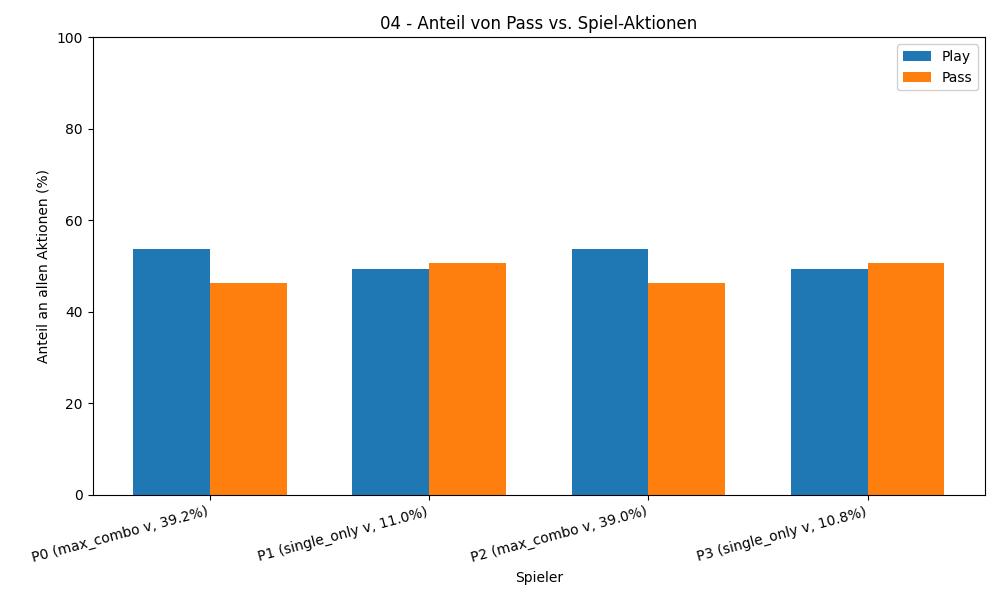 04 - Anteil von Pass vs. Spiel-Aktionen
Play
Pass
Anteil an allen Aktionen (%)
100
80
60
40
20
0
P0 (max_combo v, 39.2%)
P1 (single_only v, 11.0%)
P2 (max_combo v, 39.0%)
P3 (single_only v, 10.8%)
Spieler